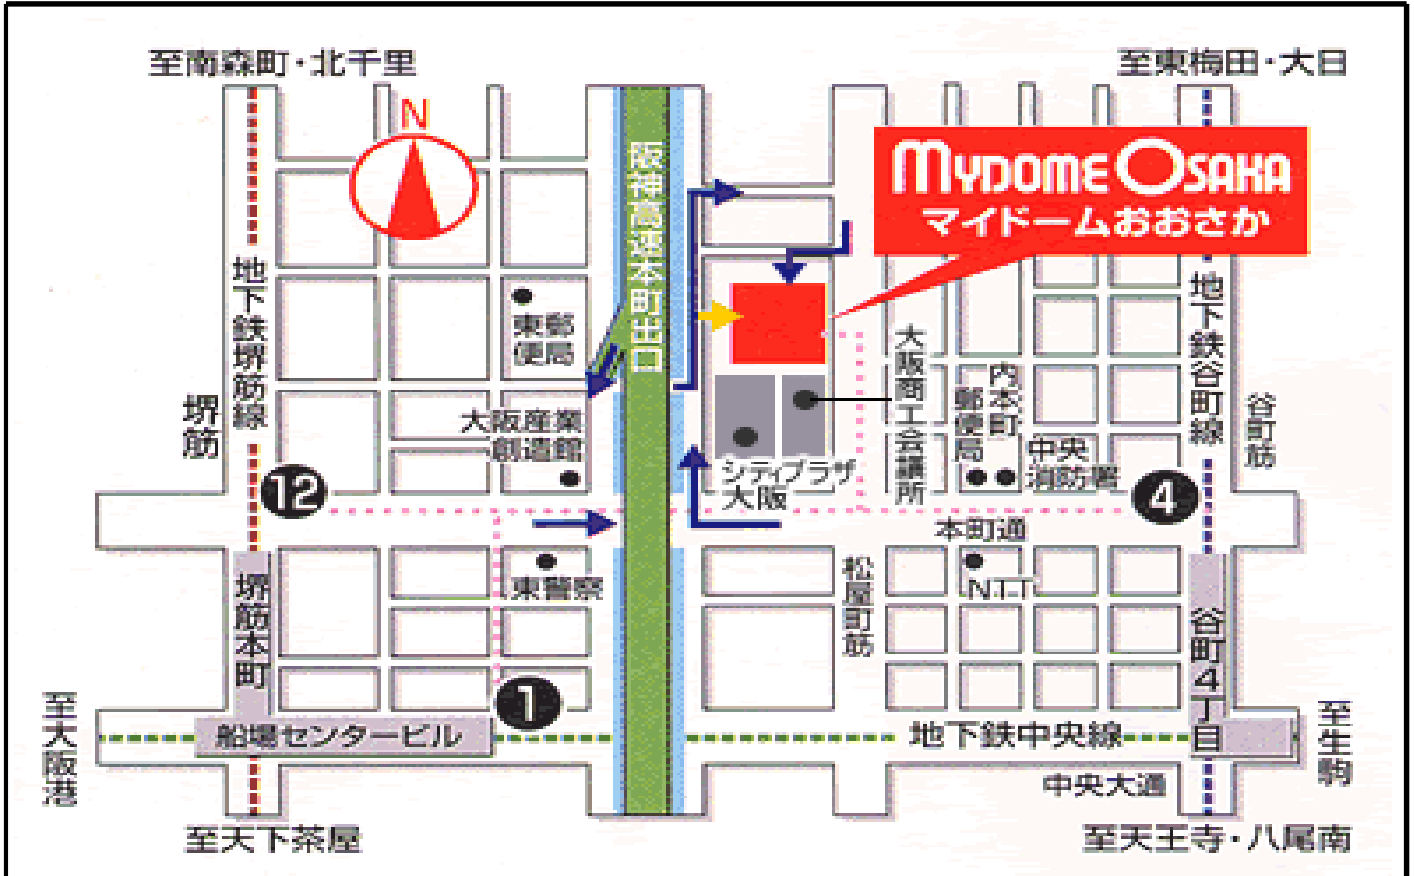 至南森町・北千里
至東梅田・大日
N
MYDOME OSAKA
マイドームおおさか
阪神高速本町出口
地下鉄堺筋線
堺筋
東郵
便局
大阪産業
創造館
大阪商工会議所
内本町
郵便局
中央
消防署
地下鉄谷町線
谷町筋
シティプラザ
大阪
12
4
本町通
東警察
松屋町筋
NTT
堺筋本町
谷町4丁目
1
船場センタービル
地下鉄中央線
至大阪港
至生駒
中央大通
至天下茶屋
至天王寺・八尾南